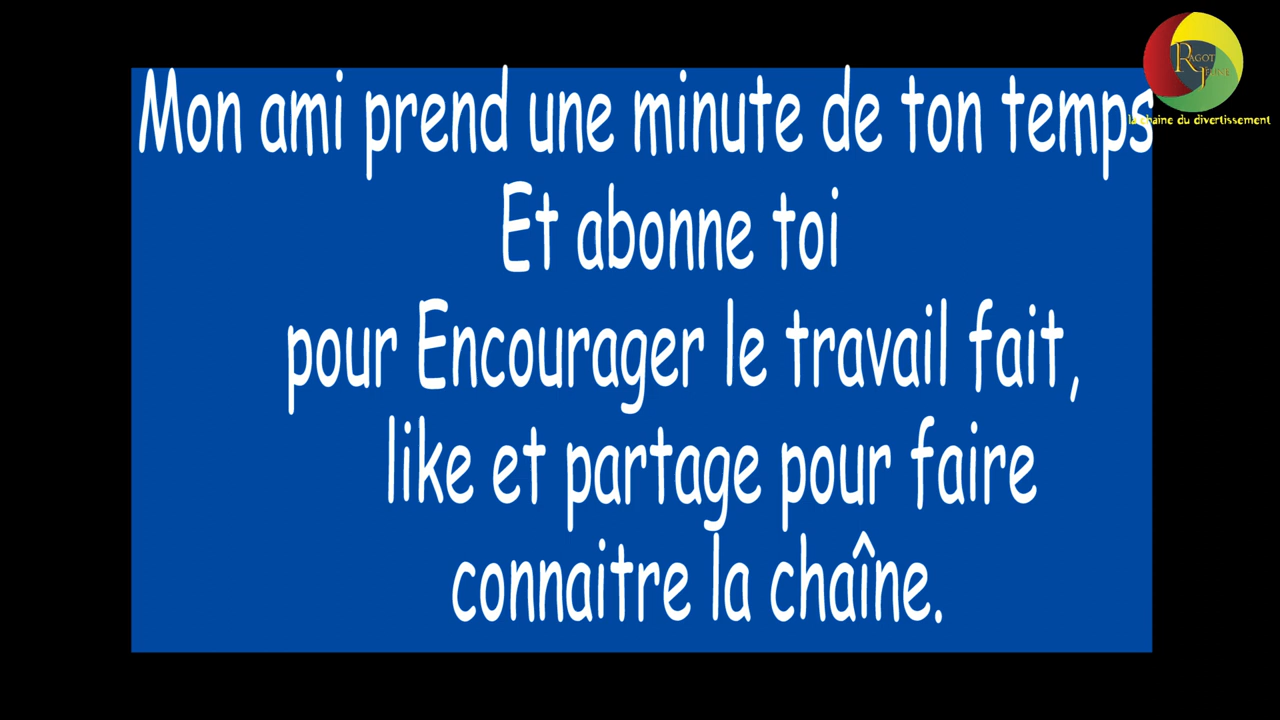 Mon ami prend une minute de ton temps
Et abonne toi
pour Encourager le travail fait,
like et partage pour faire
connaitre la chaîne.
RAGOT
la chaine du divertissement